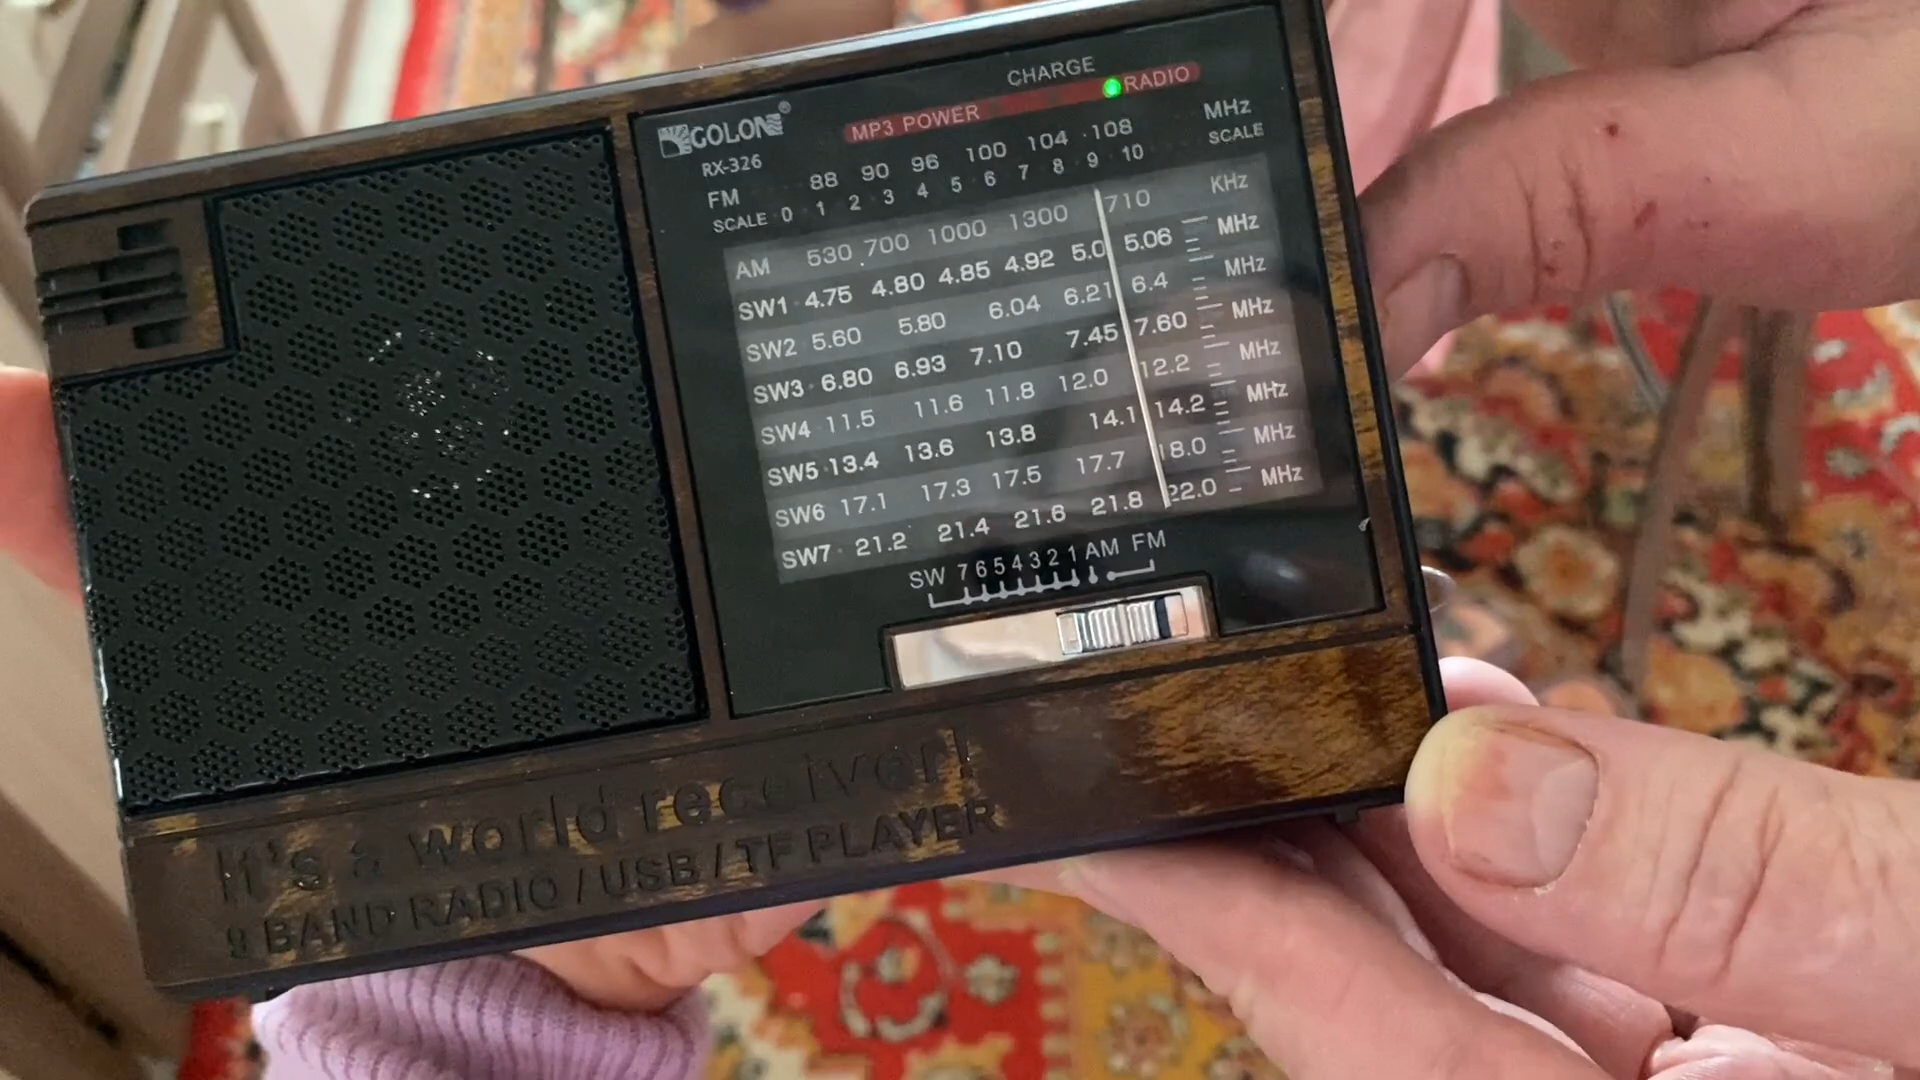 CHARGE
GOLON®
MP3 POWER RADIO
RX-326
FM 88 90 96 100 104 108 MHz
SCALE 0 1 2 3 4 5 6 7 8 9 10 SCALE
AM 530 700 1000 1300 710 KHz
SW1 4.75 4.80 4.85 4.92 5.0 5.06 MHz
SW2 5.60 5.80 6.04 6.21 6.4 MHz
SW3 6.80 6.93 7.10 7.45 7.60 MHz
SW4 11.5 11.6 11.8 12.0 12.2 MHz
SW5 13.4 13.6 13.8 14.1 14.2 MHz
SW6 17.1 17.3 17.5 17.7 18.0 MHz
SW7 21.2 21.4 21.6 21.8 22.0 MHz
SW 7 6 5 4 3 2 1 AM FM
It's a world receiver!
9 BAND RADIO / USB / TF PLAYER